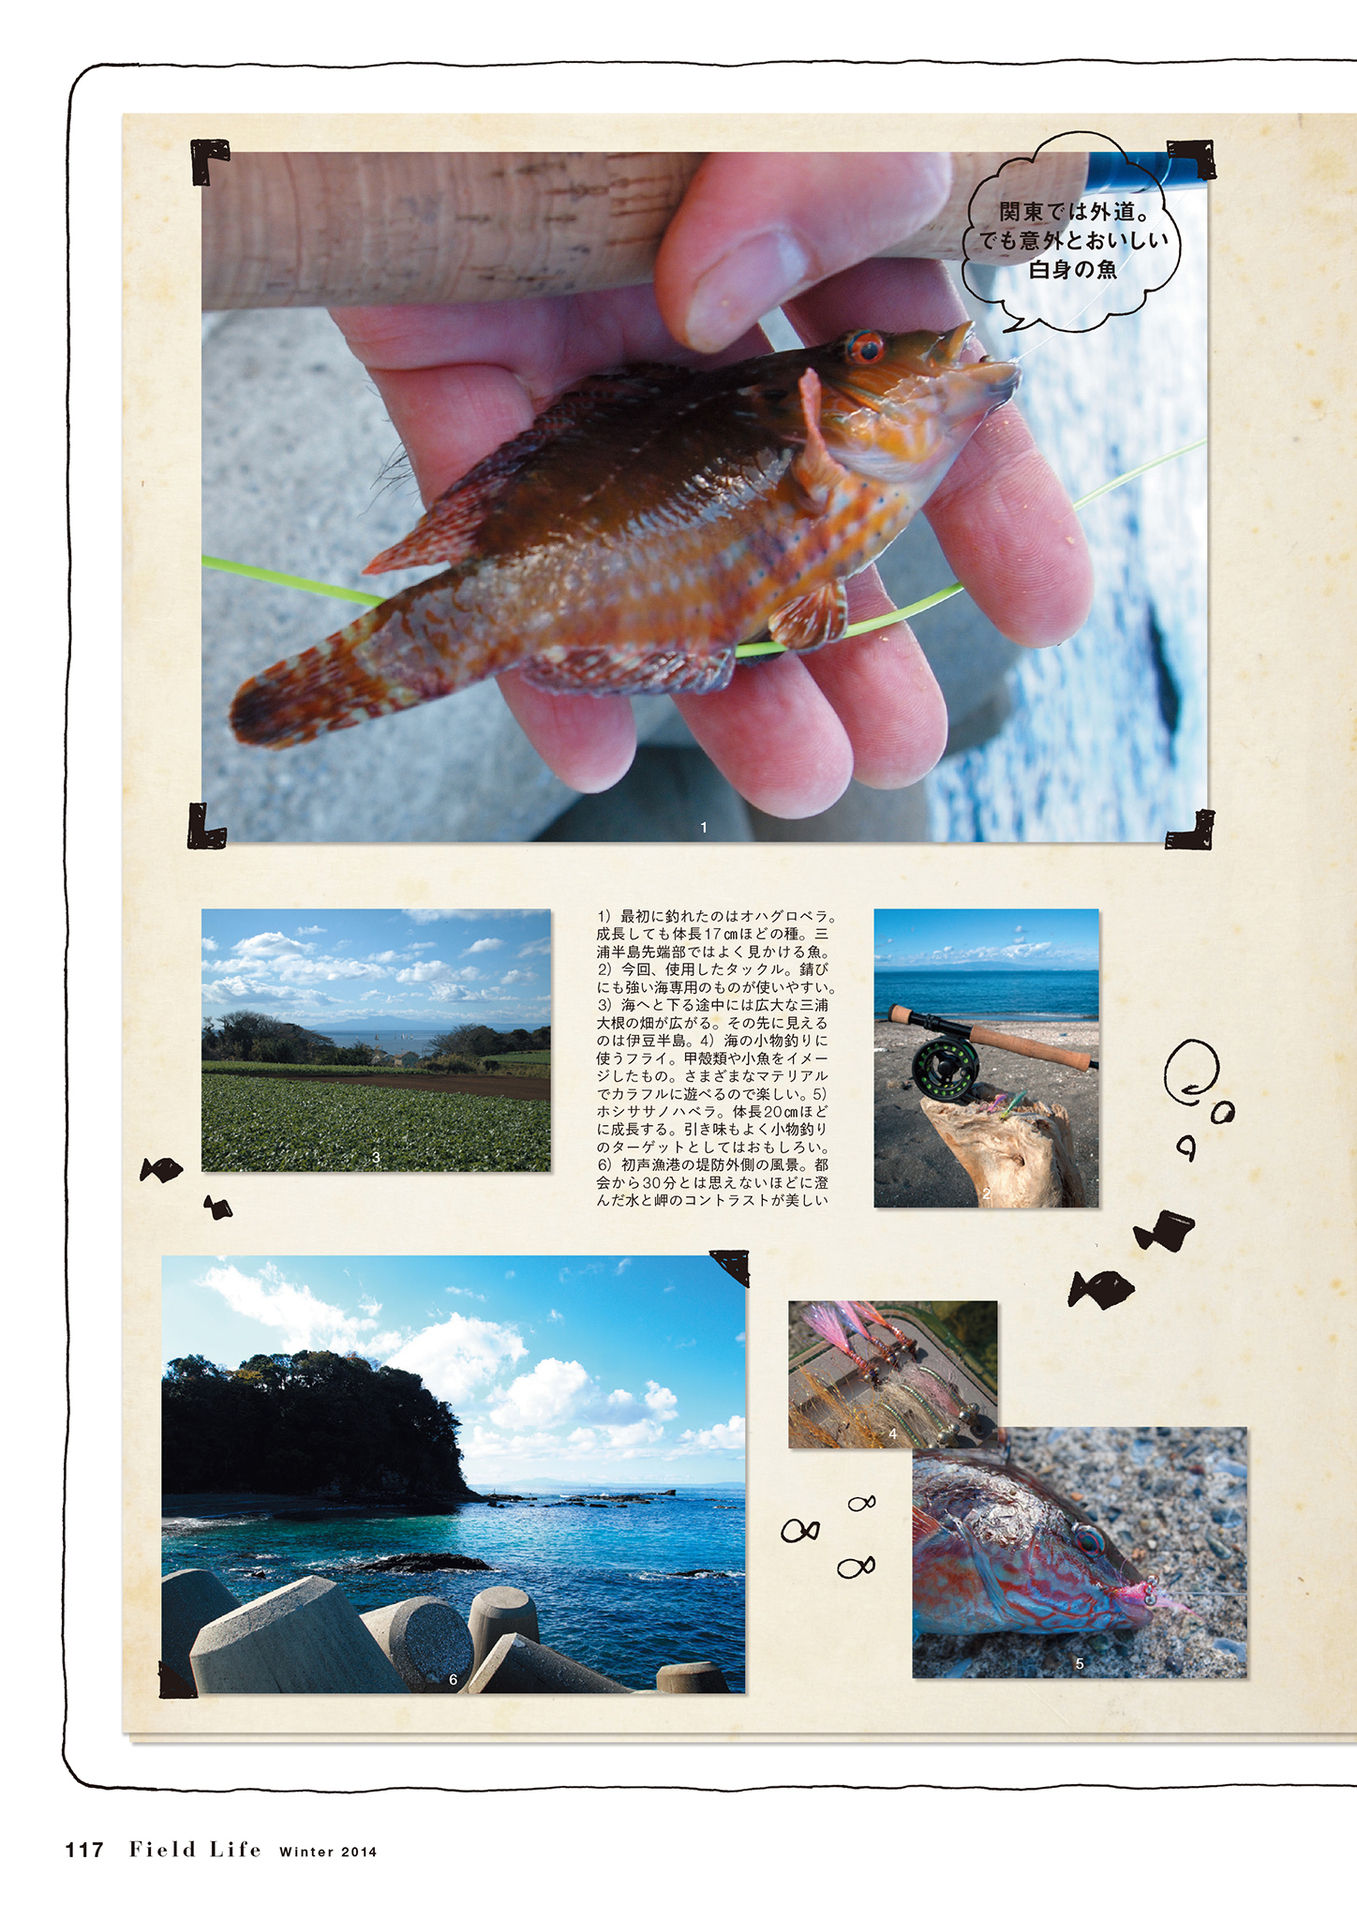 関東では外道。
でも意外とおいしい
白身の魚
1
1）最初に釣れたのはオハグロベラ。
成長しても体長17㎝ほどの種。三
浦半島先端部ではよく見かける魚。
2）今回、使用したタックル。錆び
にも強い海専用のものが使いやすい。
3）海へと下る途中には広大な三浦
大根の畑が広がる。その先に見える
のは伊豆半島。4）海の小物釣りに
使うフライ。甲殻類や小魚をイメー
ジしたもの。さまざまなマテリアル
でカラフルに遊べるので楽しい。5）
ホシササノハベラ。体長20㎝ほど
に成長する。引き味もよく小物釣り
のターゲットとしてはおもしろい。
6）初声漁港の堤防外側の風景。都
会から30分とは思えないほどに澄
んだ水と岬のコントラストが美しい
3
2
4
6
5
117 Field Life Winter 2014